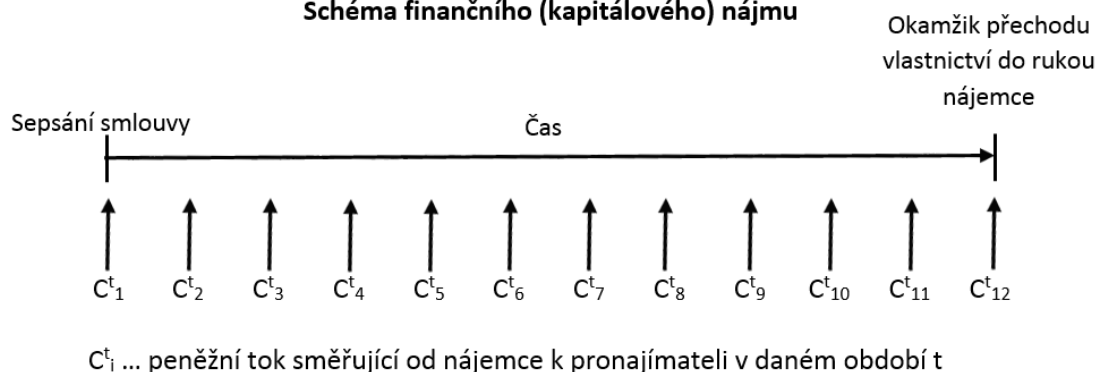 Schéma finančního (kapitálového) nájmu
Okamžik přechodu
vlastnictví do rukou
nájemce
Sepsání smlouvy
Čas
Cᵗ₁ Cᵗ₂ Cᵗ₃ Cᵗ₄ Cᵗ₅ Cᵗ₆ Cᵗ₇ Cᵗ₈ Cᵗ₉ Cᵗ₁₀ Cᵗ₁₁ Cᵗ₁₂
Cᵗᵢ ... peněžní tok směřující od nájemce k pronajímateli v daném období t